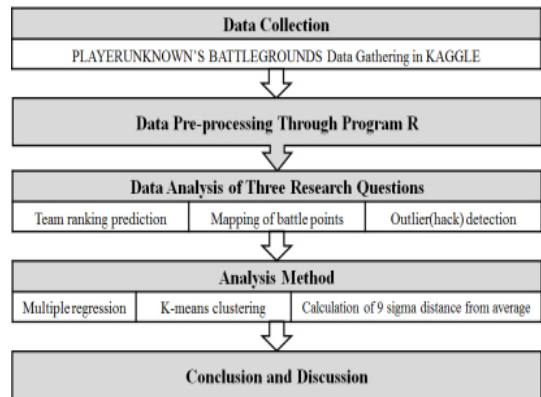 Data Collection
PLAYERUNKNOWN'S BATTLEGROUNDS Data Gathering in KAGGLE
Data Pre-processing Through Program R
Data Analysis of Three Research Questions
Team ranking prediction Mapping of battle points Outlier(hack) detection
Analysis Method
Multiple regression K-means clustering Calculation of 9 sigma distance from average
Conclusion and Discussion